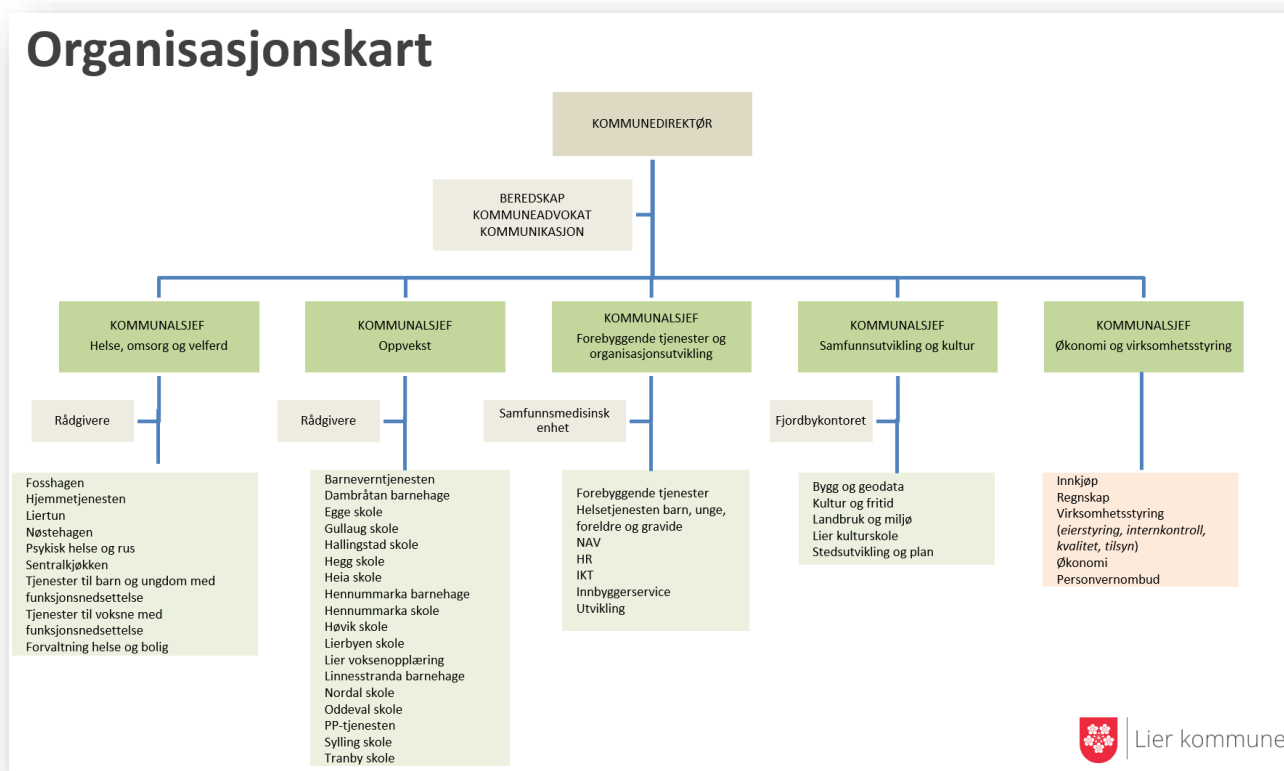 Organisasjonskart
KOMMUNEDIREKTØR
BEREDSKAP
KOMMUNEADVOKAT
KOMMUNIKASJON
KOMMUNALSJEF
Helse, omsorg og velferd
KOMMUNALSJEF
Oppvekst
KOMMUNALSJEF
Forebyggende tjenester og
organisasjonsutvikling
KOMMUNALSJEF
Samfunnsutvikling og kultur
KOMMUNALSJEF
Økonomi og virksomhetsstyring
Rådgivere
Rådgivere
Samfunnsmedisinsk
enhet
Fjordbykontoret
Fosshagen
Hjemmetjenesten
Liertun
Nøstehagen
Psykisk helse og rus
Sentralkjøkken
Tjenester til barn og ungdom med
funksjonsnedsettelse
Tjenester til voksne med
funksjonsnedsettelse
Forvaltning helse og bolig
Barneverntjenesten
Dambråtan barnehage
Egge skole
Gullaug skole
Hallingstad skole
Hegg skole
Heia skole
Hennummarka barnehage
Hennummarka skole
Høvik skole
Lierbyen skole
Lier voksenopplæring
Linnesstranda barnehage
Nordal skole
Oddeval skole
PP-tjenesten
Sylling skole
Tranby skole
Forebyggende tjenester
Helsetjenesten barn, unge,
foreldre og gravide
NAV
HR
IKT
Innbyggerservice
Utvikling
Bygg og geodata
Kultur og fritid
Landbruk og miljø
Lier kulturskole
Stedsutvikling og plan
Innkjøp
Regnskap
Virksomhetsstyring
(eierstyring, internkontroll,
kvalitet, tilsyn)
Økonomi
Personvernombud
Lier kommune